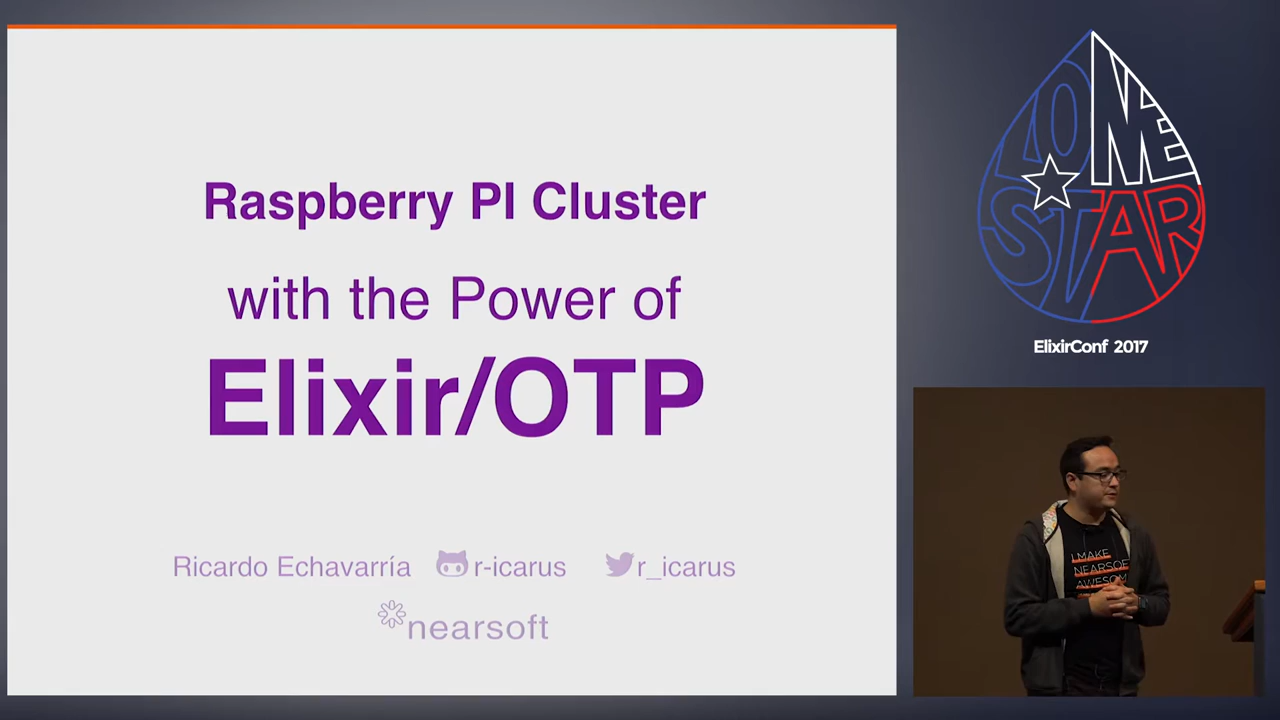 Raspberry PI Cluster
with the Power of
Elixir/OTP
Ricardo Echavarría r-icarus r_icarus
nearsoft
LONE
STAR
ElixirConf 2017
I MAKE
NEARSOFT
AWESOME